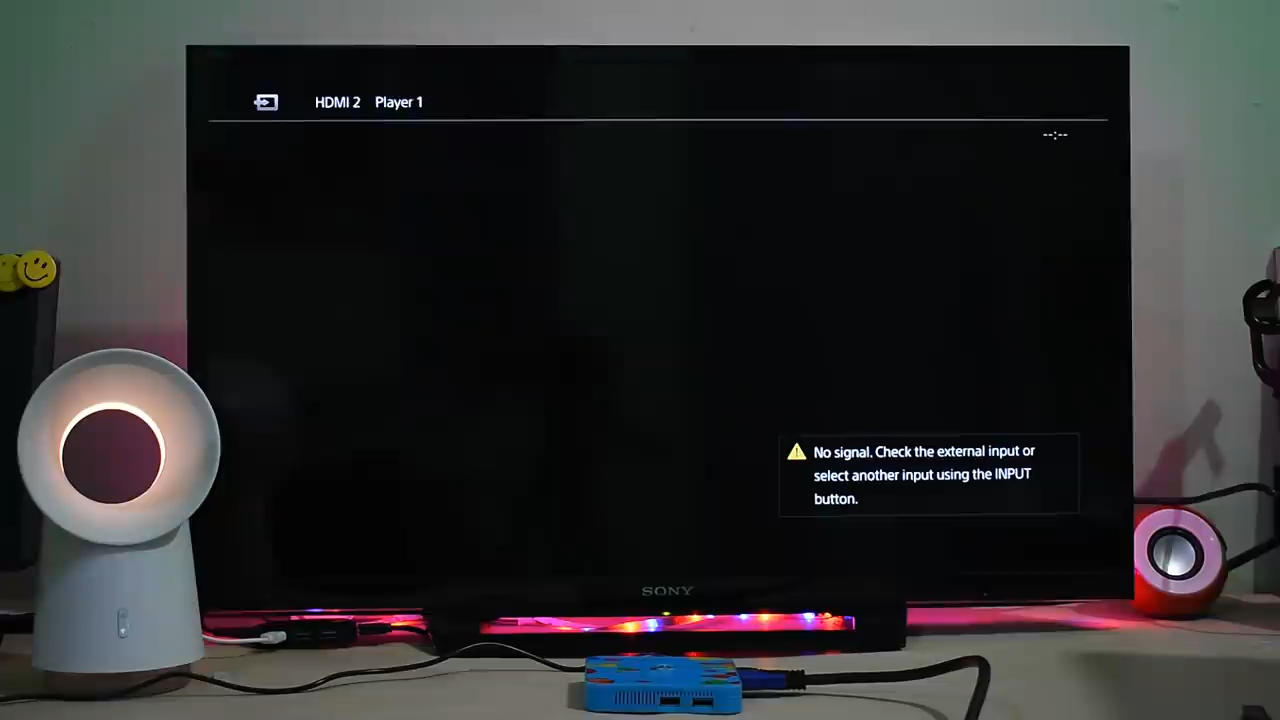 HDMI 2 Player 1
--:--
No signal. Check the external input or
select another input using the INPUT
button.
SONY